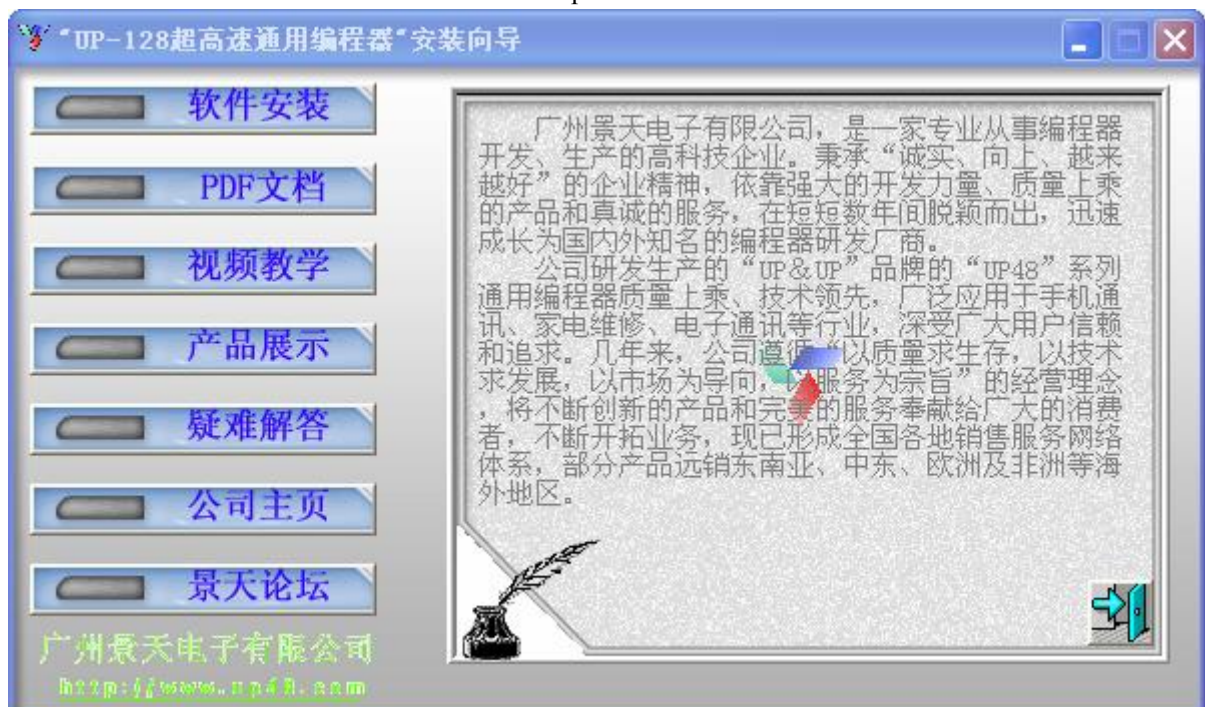 “UP-128超高速通用编程器”安装向导
软件安装
PDF文档
视频教学
产品展示
疑难解答
公司主页
景天论坛
广州景天电子有限公司
http://www.up48.com
广州景天电子有限公司，是一家专业从事编程器
开发、生产的高科技企业。秉承“诚实、向上、越来
越好”的企业精神，依靠强大的开发力量、质量上乘
的产品和真诚的服务，在短短数年间脱颖而出，迅速
成长为国内外知名的编程器研发厂商。
公司研发生产的“UP&UP”品牌的“UP48”系列
通用编程器质量上乘、技术领先，广泛应用于手机通
讯、家电维修、电子通讯等行业，深受广大用户信赖
和追求。几年来，公司遵循“以质量求生存，以技术
求发展，以市场为导向，以服务为宗旨”的经营理念
，将不断创新的产品和完美的服务奉献给广大的消费
者，不断开拓业务，现已形成全国各地销售服务网络
体系，部分产品远销东南亚、中东、欧洲及非洲等海
外地区。